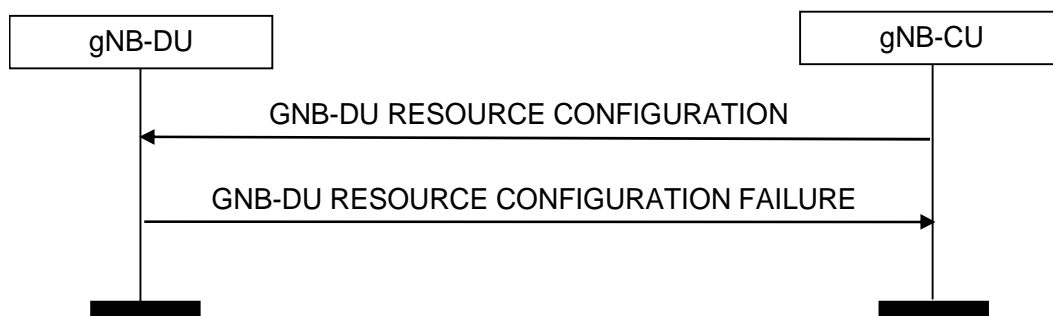 gNB-DU
gNB-CU
GNB-DU RESOURCE CONFIGURATION
GNB-DU RESOURCE CONFIGURATION FAILURE